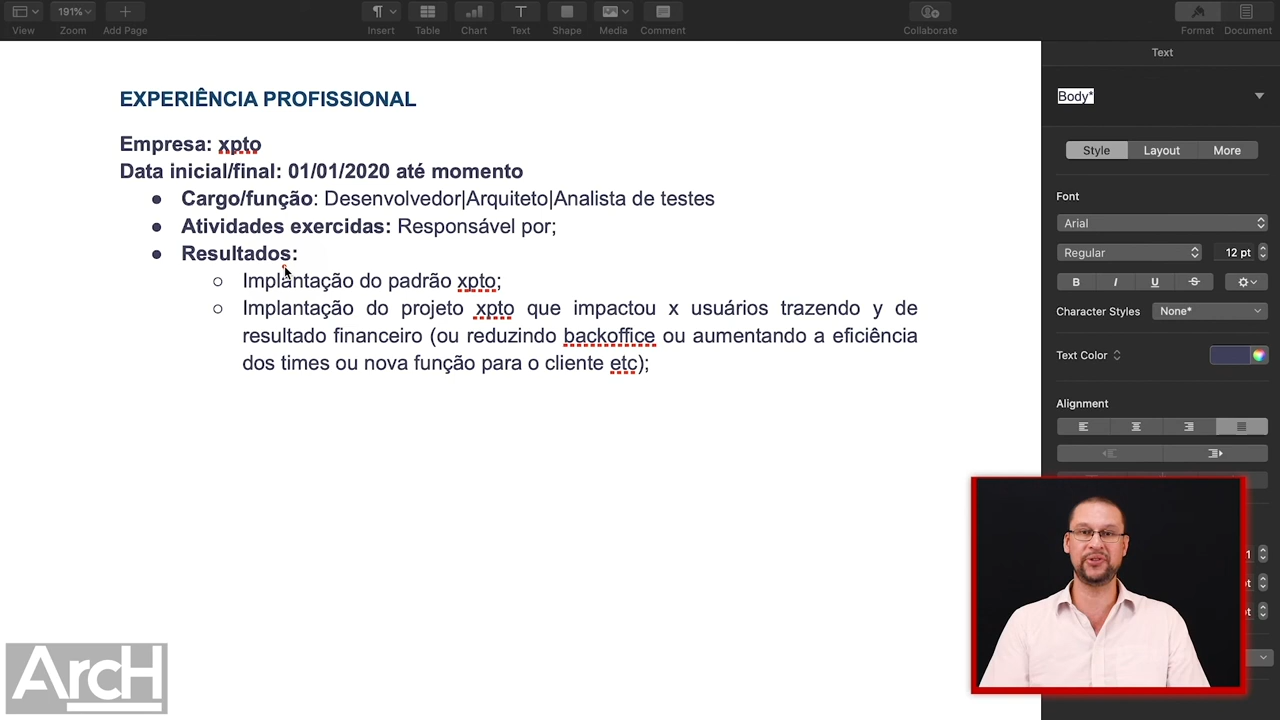 191%
View
Zoom
Add Page
Insert
Table
Chart
Text
Shape
Media
Comment
Collaborate
Format
Document
Text
EXPERIÊNCIA PROFISSIONAL
Empresa: xpto
Data inicial/final: 01/01/2020 até momento
● Cargo/função: Desenvolvedor|Arquiteto|Analista de testes
● Atividades exercidas: Responsável por;
● Resultados:
○ Implantação do padrão xpto;
○ Implantação do projeto xpto que impactou x usuários trazendo y de
resultado financeiro (ou reduzindo backoffice ou aumentando a eficiência
dos times ou nova função para o cliente etc);
Body*
Style
Layout
More
Font
Arial
Regular
12 pt
B I U S
Character Styles
None*
Text Color
Alignment
1
pt
pt
ArcH